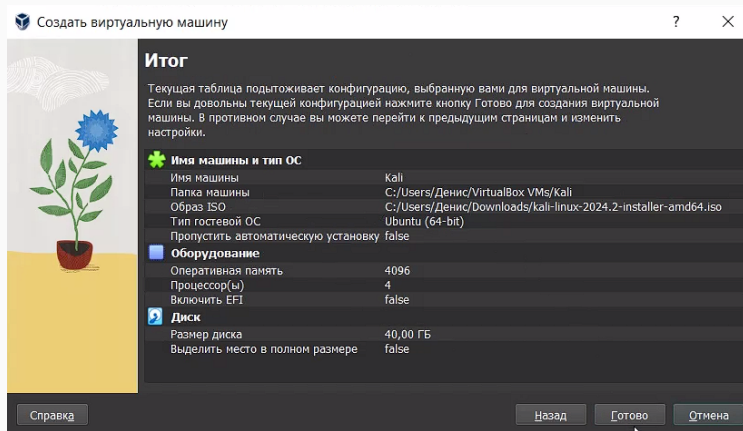 Создать виртуальную машину ? ×
Итог
Текущая таблица подытоживает конфигурацию, выбранную вами для виртуальной машины.
Если вы довольны текущей конфигурацией нажмите кнопку Готово для создания виртуальной
машины. В противном случае вы можете перейти к предыдущим страницам и изменить
настройки.
Имя машины и тип ОС
Имя машины Kali
Папка машины C:/Users/Денис/VirtualBox VMs/Kali
Образ ISO C:/Users/Денис/Downloads/kali-linux-2024.2-installer-amd64.iso
Тип гостевой ОС Ubuntu (64-bit)
Пропустить автоматическую установку false
Оборудование
Оперативная память 4096
Процессор(ы) 4
Включить EFI false
Диск
Размер диска 40,00 ГБ
Выделить место в полном размере false
Справка Назад Готово Отмена